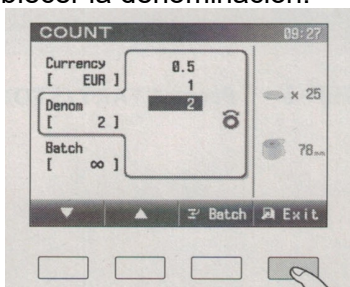 blecer la denominación.
COUNT 09:27
Currency
[ EUR ]
Denom
[ 2 ]
Batch
[ ∞ ]
0.5
1
2
x 25
78mm
▼ ▲ Batch Exit